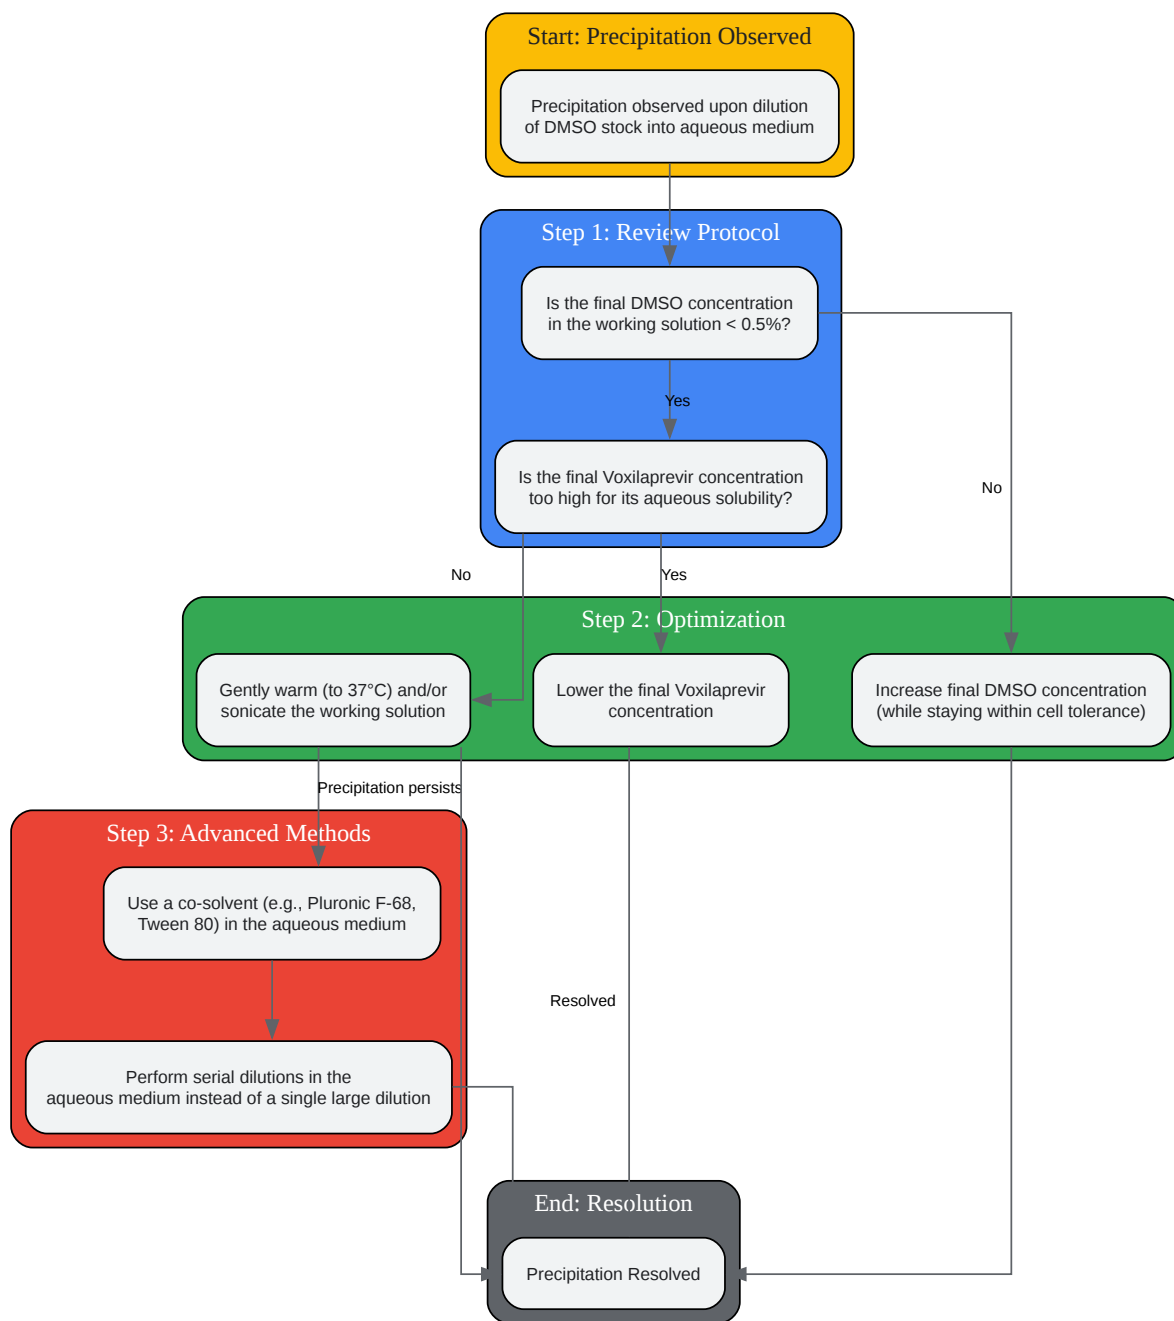 Start: Precipitation Observed
Precipitation observed upon dilution
of DMSO stock into aqueous medium
Step 1: Review Protocol
Is the final DMSO concentration
in the working solution < 0.5%?
Yes
Is the final Voxilaprevir concentration
too high for its aqueous solubility?
No
No
Yes
Step 2: Optimization
Gently warm (to 37°C) and/or
sonicate the working solution
Lower the final Voxilaprevir
concentration
Increase final DMSO concentration
(while staying within cell tolerance)
Precipitation persists
Step 3: Advanced Methods
Use a co-solvent (e.g., Pluronic F-68,
Tween 80) in the aqueous medium
Resolved
Perform serial dilutions in the
aqueous medium instead of a single large dilution
End: Resolution
Precipitation Resolved